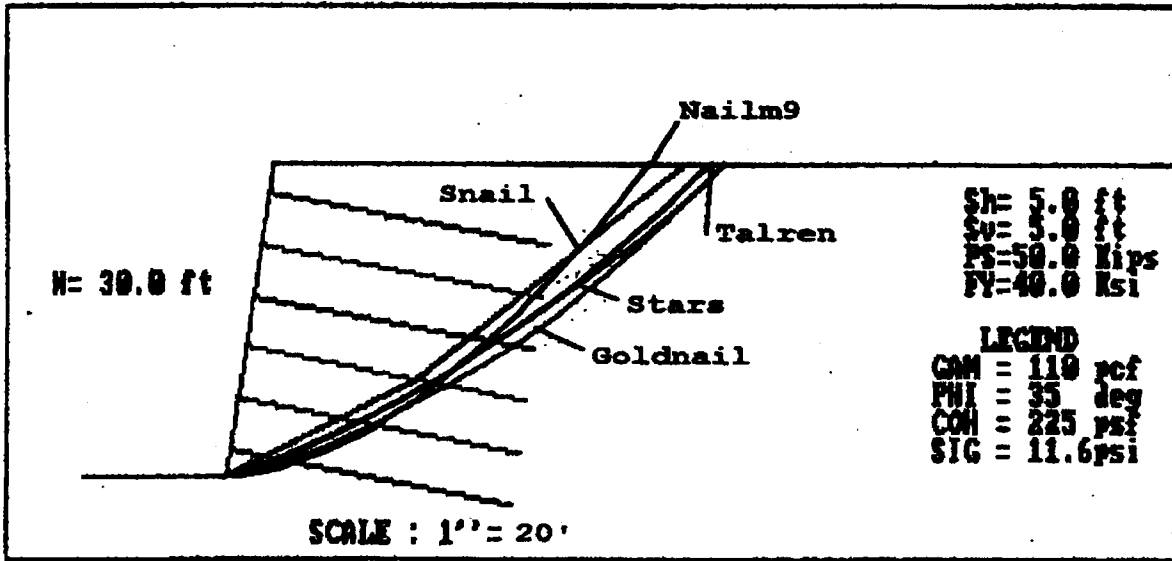 Nailm9
Snail
Talren
Stars
Goldnail
H= 30.0 ft
Sh= 5.0 ft
Sv= 5.0 ft
PS=50.0 Kips
FY=40.0 Ksi
LEGEND
GAM = 110 pcf
PHI = 35 deg
COH = 225 psf
SIG = 11.6psi
SCALE : 1''= 20'